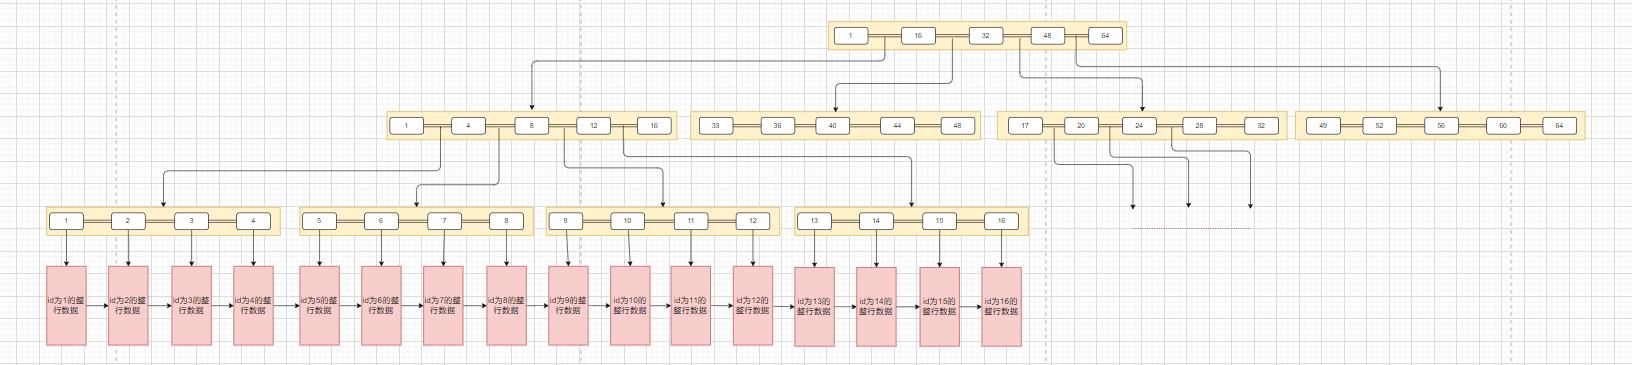 1 16 32 48 64
1 4 8 12 16
33 36 40 44 48
17 20 24 28 32
49 52 56 60 64
1 2 3 4
5 6 7 8
9 10 11 12
13 14 15 16
id为1的整
行数据
id为2的整
行数据
id为3的整
行数据
id为4的整
行数据
id为5的整
行数据
id为6的整
行数据
id为7的整
行数据
id为8的整
行数据
id为9的整
行数据
id为10的
整行数据
id为11的
整行数据
id为12的
整行数据
id为13的
整行数据
id为14的
整行数据
id为15的
整行数据
id为16的
整行数据